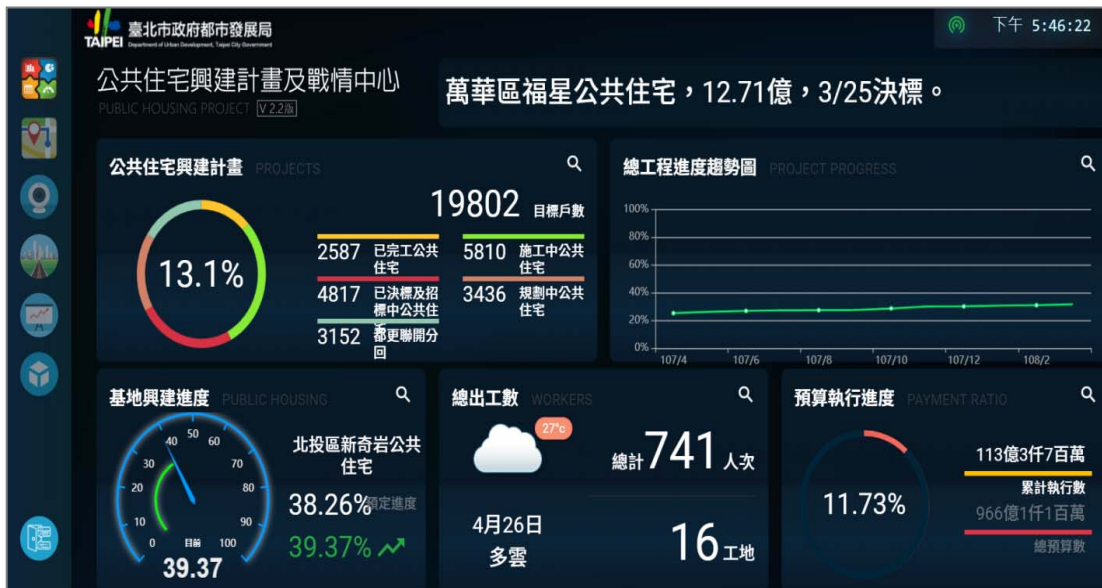 臺北市政府都市發展局
TAIPEI Department of Urban Development, Taipei City Government
下午 5:46:22
公共住宅興建計畫及戰情中心
PUBLIC HOUSING PROJECT V 2.2版
萬華區福星公共住宅，12.71億，3/25決標。
公共住宅興建計畫 PROJECTS
19802 目標戶數
13.1%
2587 已完工公共
住宅
5810 施工中公共
住宅
4817 已決標及招
標中公共住
3436 規劃中公共
住宅
3152 都更聯開分
回
總工程進度趨勢圖 PROJECT PROGRESS
100%
80%
60%
40%
20%
0%
107/4 107/6 107/8 107/10 107/12 108/2
基地興建進度 PUBLIC HOUSING
0 10 20 30 40 50 60 70 80 90 100
目前
39.37
北投區新奇岩公共
住宅
38.26% 預定進度
39.37%
總出工數 WORKERS
27°c
總計 741 人次
4月26日
多雲
16 工地
預算執行進度 PAYMENT RATIO
11.73%
113億3仟7百萬
累計執行數
966億1仟1百萬
總預算數